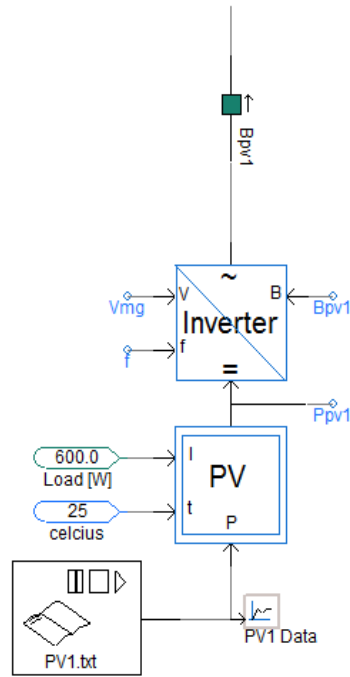 Bpv1
~
V
B
Vmg
Inverter
Bpv1
f
f
=
Ppv1
600.0
I
Load [W]
PV
25
t
celcius
P
PV1.txt
PV1 Data